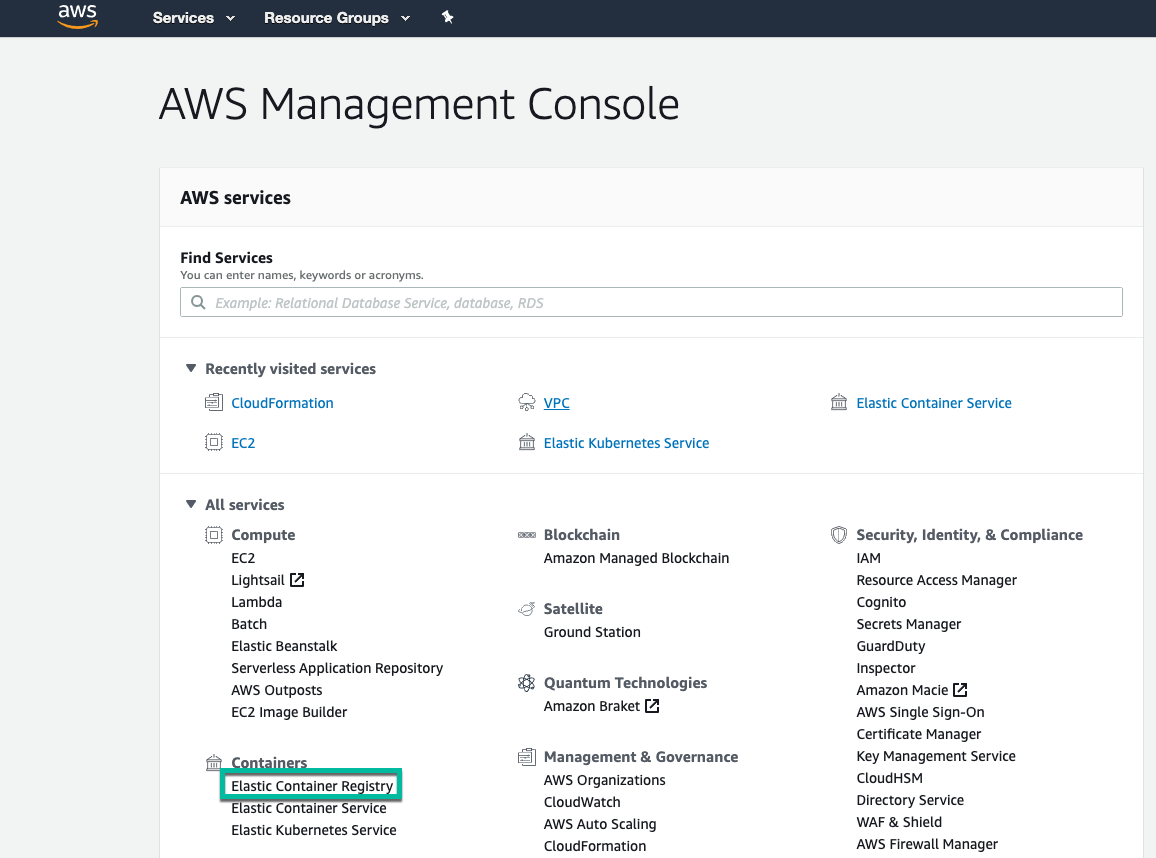 aws
Services
Resource Groups
AWS Management Console
AWS services
Find Services
You can enter names, keywords or acronyms.
Example: Relational Database Service, database, RDS
Recently visited services
CloudFormation
VPC
Elastic Container Service
EC2
Elastic Kubernetes Service
All services
Compute
EC2
Lightsail
Lambda
Batch
Elastic Beanstalk
Serverless Application Repository
AWS Outposts
EC2 Image Builder
Containers
Elastic Container Registry
Elastic Container Service
Elastic Kubernetes Service
Blockchain
Amazon Managed Blockchain
Satellite
Ground Station
Quantum Technologies
Amazon Braket
Management & Governance
AWS Organizations
CloudWatch
AWS Auto Scaling
CloudFormation
Security, Identity, & Compliance
IAM
Resource Access Manager
Cognito
Secrets Manager
GuardDuty
Inspector
Amazon Macie
AWS Single Sign-On
Certificate Manager
Key Management Service
CloudHSM
Directory Service
WAF & Shield
AWS Firewall Manager